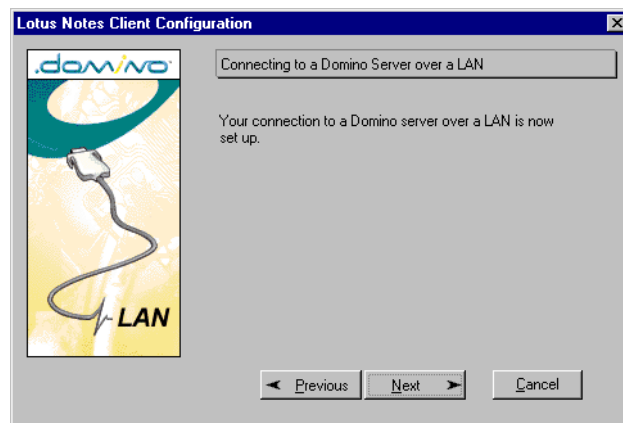 Lotus Notes Client Configuration
.domino
Connecting to a Domino Server over a LAN
Your connection to a Domino server over a LAN is now
set up.
LAN
Previous
Next
Cancel